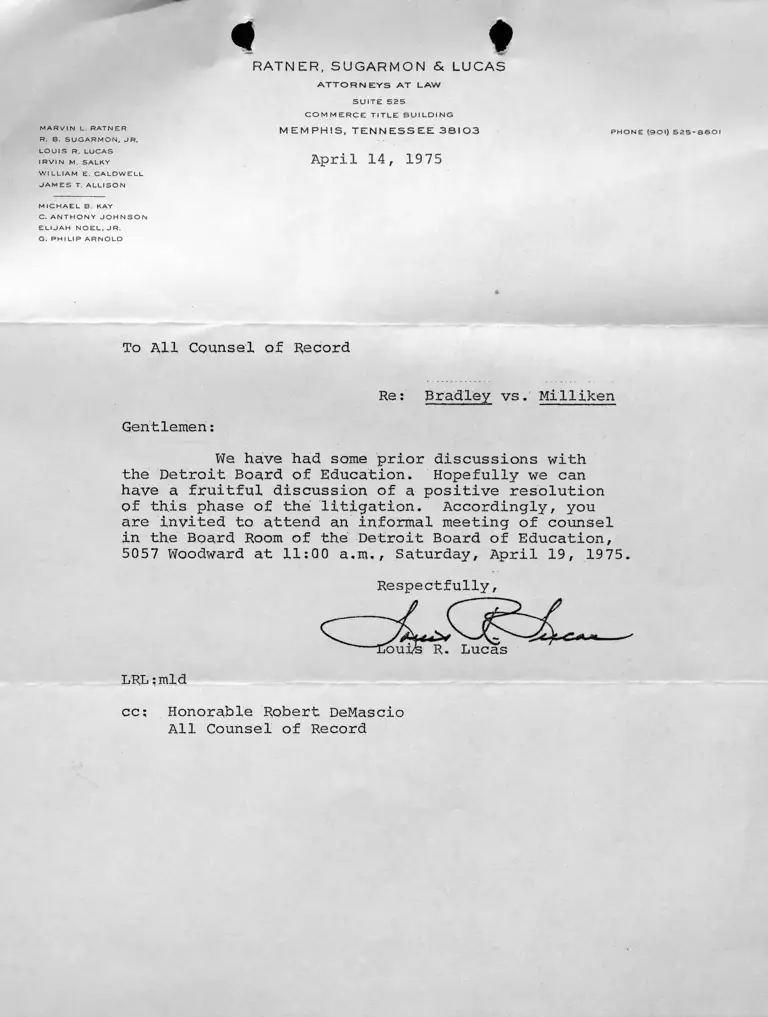 RATNER, SUGARMON & LUCAS
ATTORNEYS AT LAW
SUITE 525
COMMERCE TITLE BUILDING
MEMPHIS, TENNESSEE 38103
PHONE (901) 525-8601
MARVIN L. RATNER
R. B. SUGARMON, JR.
LOUIS R. LUCAS
IRVIN M. SALKY
WILLIAM E. CALDWELL
JAMES T. ALLISON
MICHAEL B. KAY
C. ANTHONY JOHNSON
ELIJAH NOEL, JR.
G. PHILIP ARNOLD
April 14, 1975
To All Counsel of Record
Re: Bradley vs. Milliken
Gentlemen:
We have had some prior discussions with
the Detroit Board of Education. Hopefully we can
have a fruitful discussion of a positive resolution
of this phase of the litigation. Accordingly, you
are invited to attend an informal meeting of counsel
in the Board Room of the Detroit Board of Education,
5057 Woodward at 11:00 a.m., Saturday, April 19, 1975.
Respectfully,
Louis R. Lucas
Louis R. Lucas
LRL:mld
cc: Honorable Robert DeMascio
All Counsel of Record